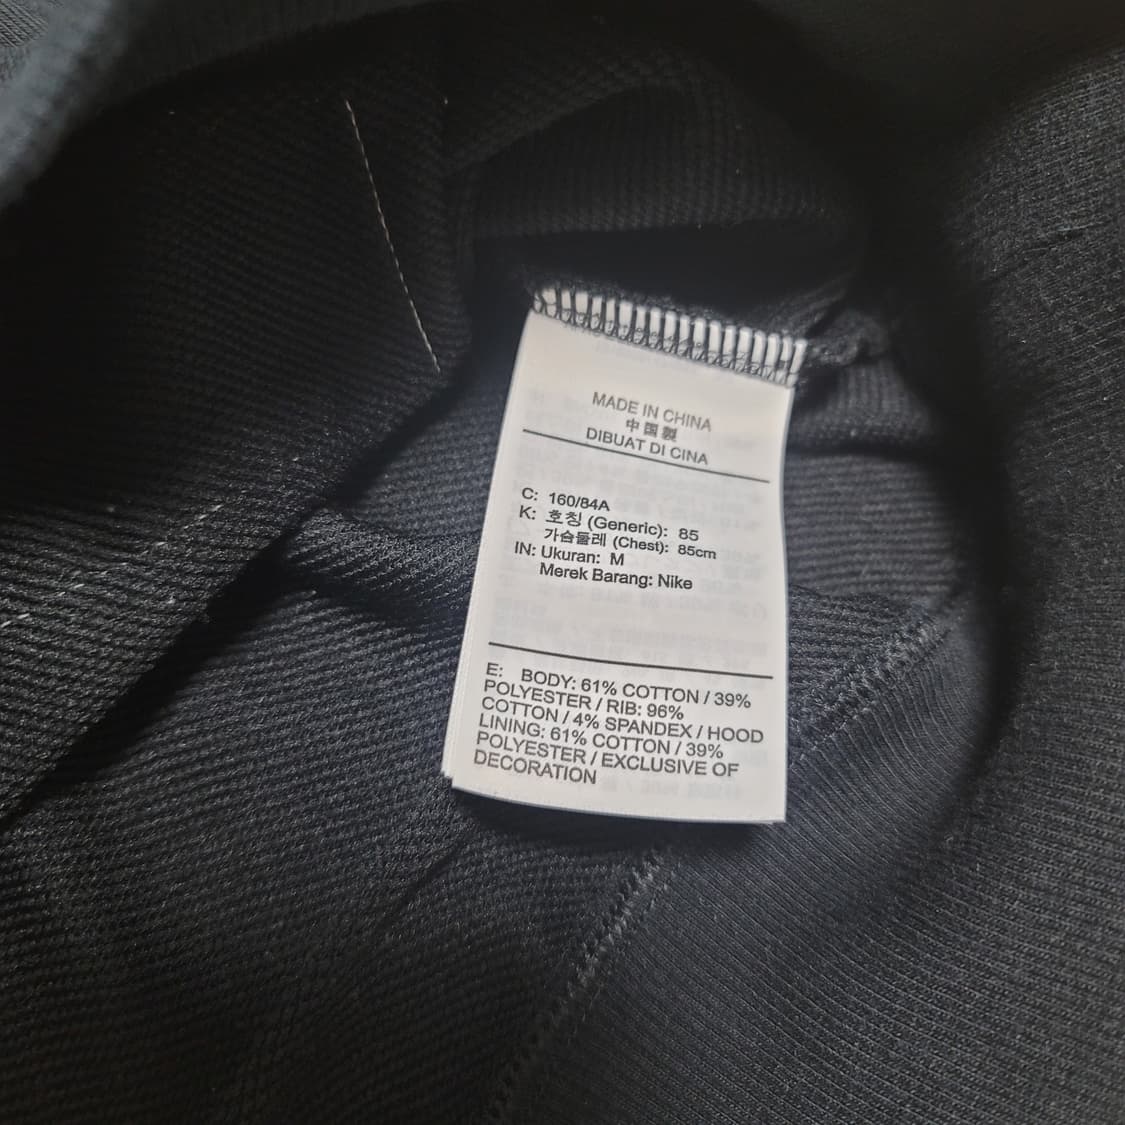 MADE IN CHINA
中国製
DIBUAT DI CINA
C: 160/84A
K: 호칭 (Generic): 85
가슴둘레 (Chest): 85cm
IN: Ukuran: M
Merek Barang: Nike
E: BODY: 61% COTTON / 39%
POLYESTER / RIB: 96%
COTTON / 4% SPANDEX / HOOD
LINING: 61% COTTON / 39%
POLYESTER / EXCLUSIVE OF
DECORATION